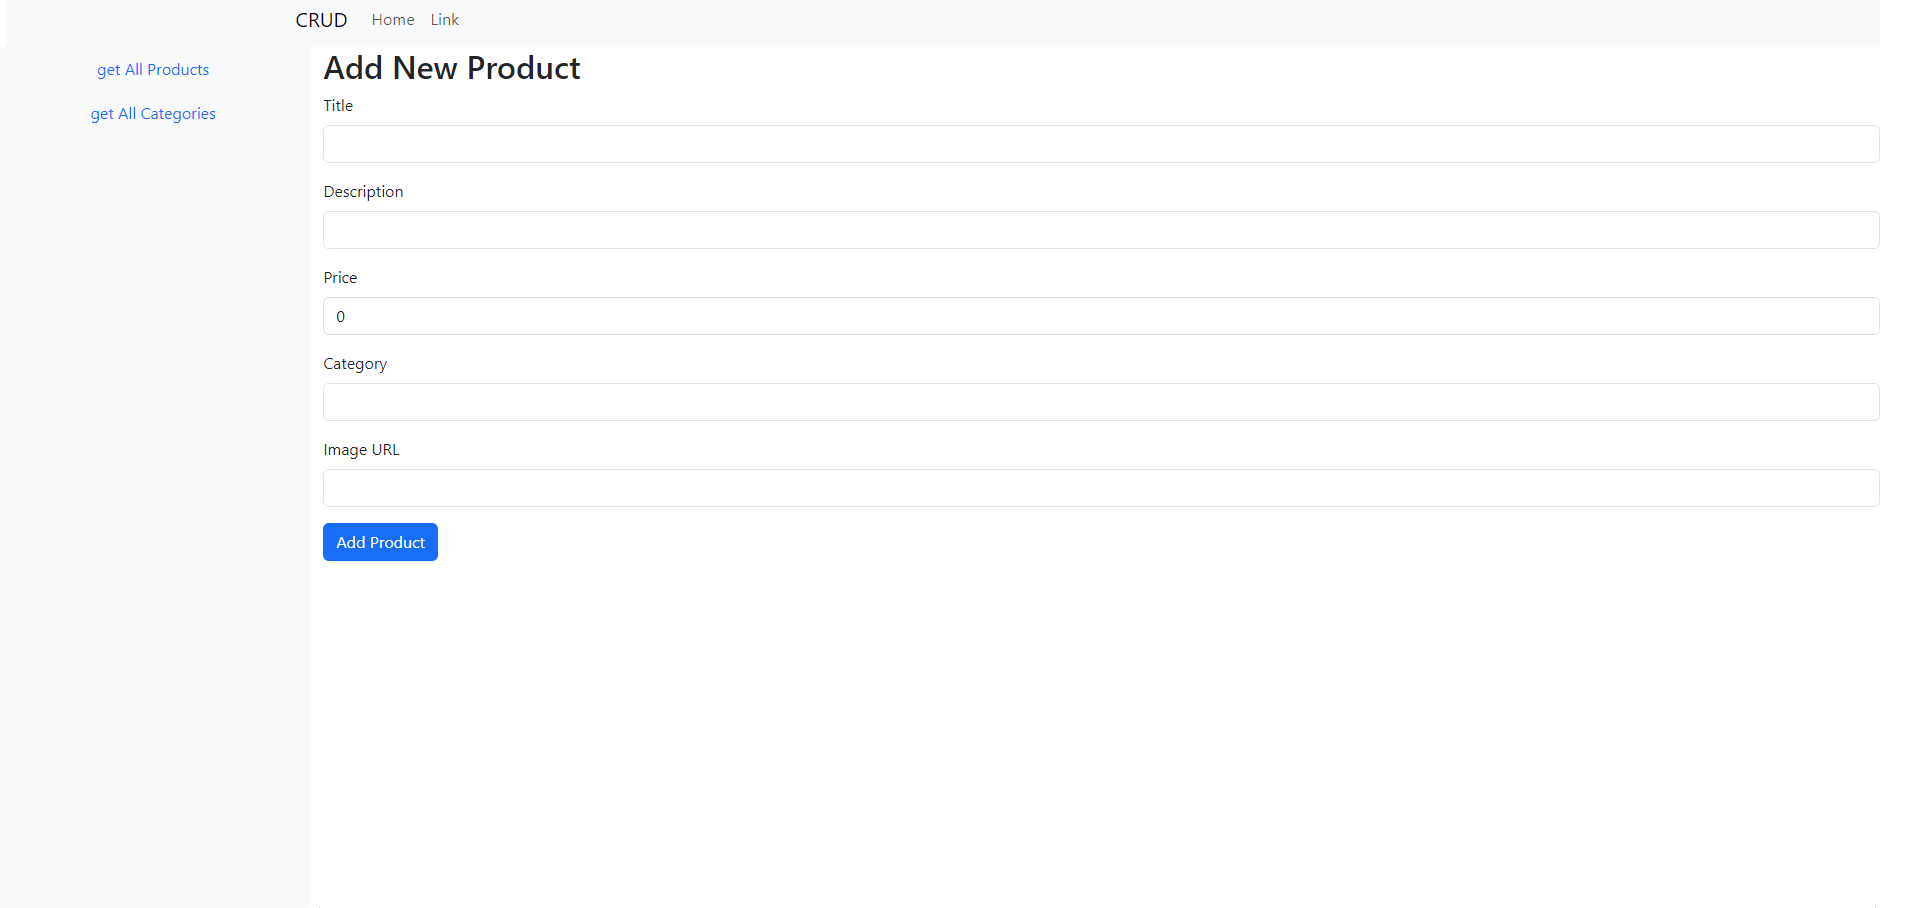 CRUD Home Link
get All Products
get All Categories
Add New Product
Title
Description
Price
0
Category
Image URL
Add Product